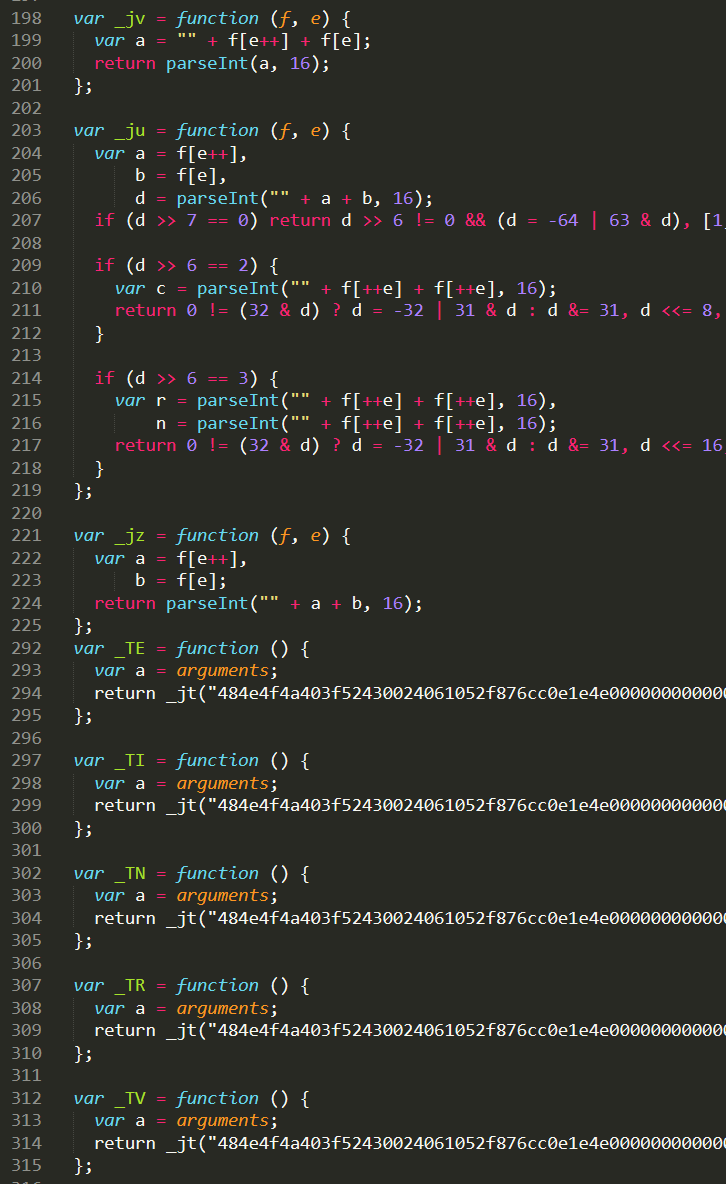 198 var _jv = function (f, e) {
199 var a = "" + f[e++] + f[e];
200 return parseInt(a, 16);
201 };
202
203 var _ju = function (f, e) {
204 var a = f[e++],
205 b = f[e],
206 d = parseInt("" + a + b, 16);
207 if (d >> 7 == 0) return d >> 6 != 0 && (d = -64 | 63 & d), [1,
208
209 if (d >> 6 == 2) {
210 var c = parseInt("" + f[++e] + f[++e], 16);
211 return 0 != (32 & d) ? d = -32 | 31 & d : d &= 31, d <<= 8,
212 }
213
214 if (d >> 6 == 3) {
215 var r = parseInt("" + f[++e] + f[++e], 16),
216 n = parseInt("" + f[++e] + f[++e], 16);
217 return 0 != (32 & d) ? d = -32 | 31 & d : d &= 31, d <<= 16
218 }
219 };
220
221 var _jz = function (f, e) {
222 var a = f[e++],
223 b = f[e];
224 return parseInt("" + a + b, 16);
225 };
292 var _TE = function () {
293 var a = arguments;
294 return _jt("484e4f4a403f52430024061052f876cc0e1e4e000000000000
295 };
296
297 var _TI = function () {
298 var a = arguments;
299 return _jt("484e4f4a403f52430024061052f876cc0e1e4e000000000000
300 };
301
302 var _TN = function () {
303 var a = arguments;
304 return _jt("484e4f4a403f52430024061052f876cc0e1e4e000000000000
305 };
306
307 var _TR = function () {
308 var a = arguments;
309 return _jt("484e4f4a403f52430024061052f876cc0e1e4e000000000000
310 };
311
312 var _TV = function () {
313 var a = arguments;
314 return _jt("484e4f4a403f52430024061052f876cc0e1e4e000000000000
315 };